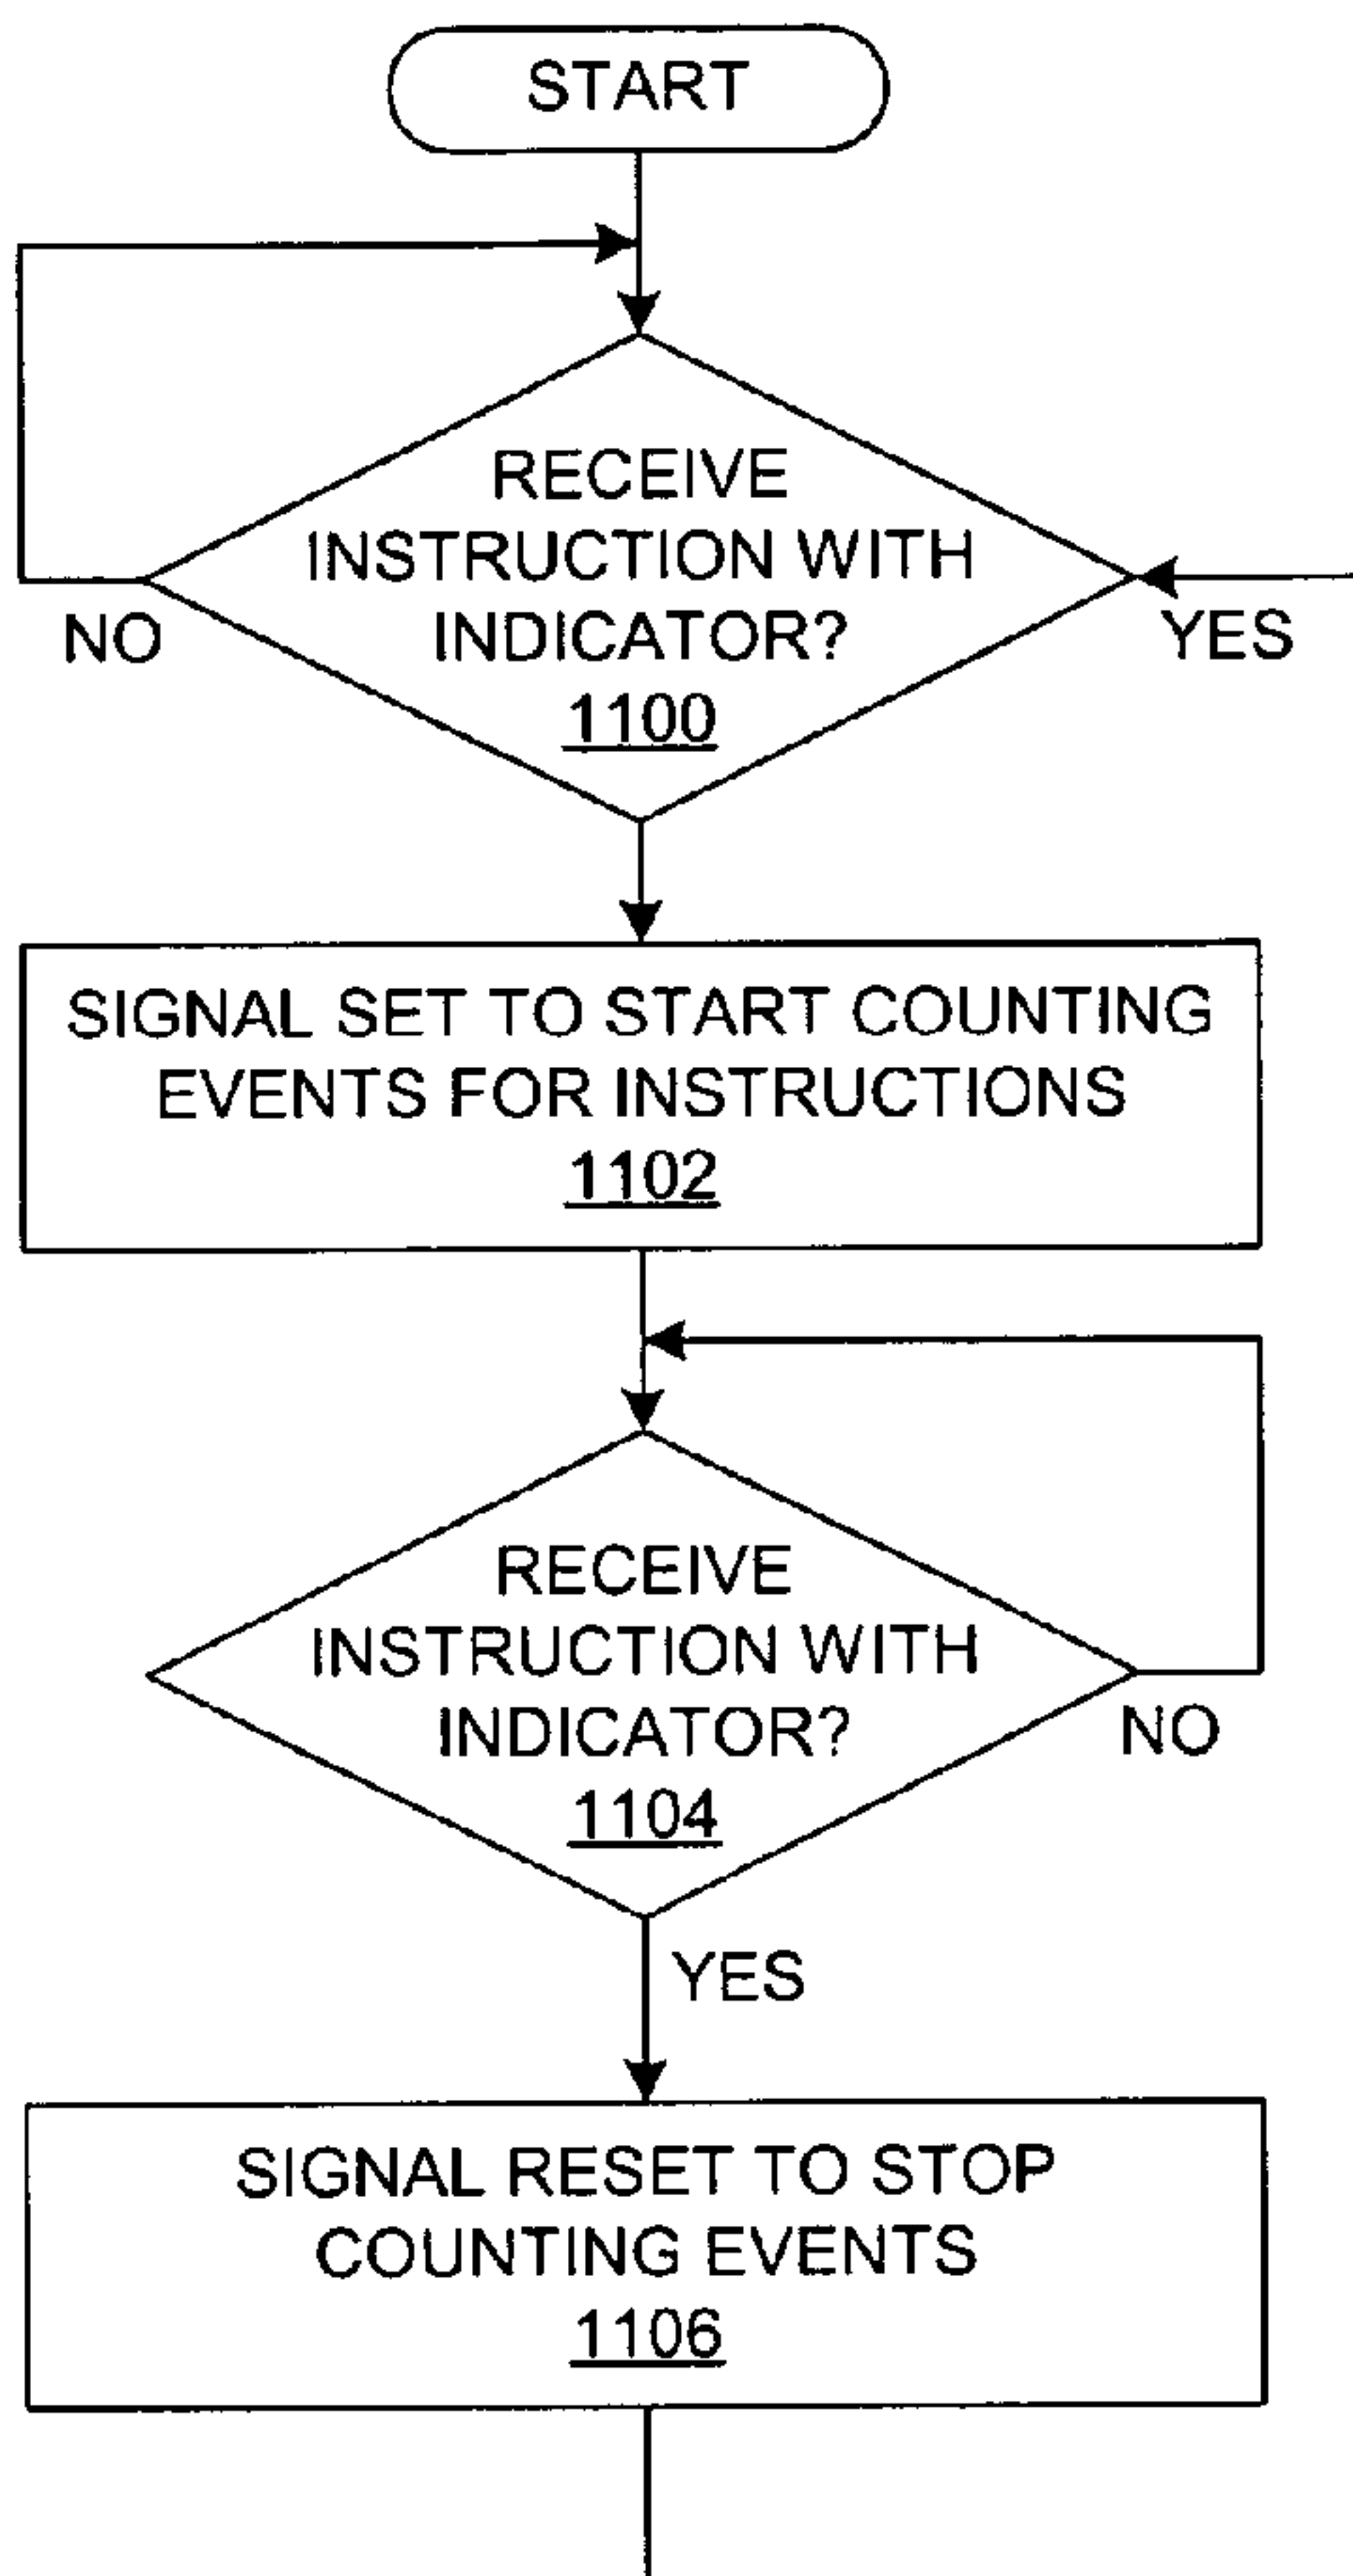 START
RECEIVE
INSTRUCTION WITH
INDICATOR?
1100
NO
YES
SIGNAL SET TO START COUNTING
EVENTS FOR INSTRUCTIONS
1102
RECEIVE
INSTRUCTION WITH
INDICATOR?
1104
NO
YES
SIGNAL RESET TO STOP
COUNTING EVENTS
1106